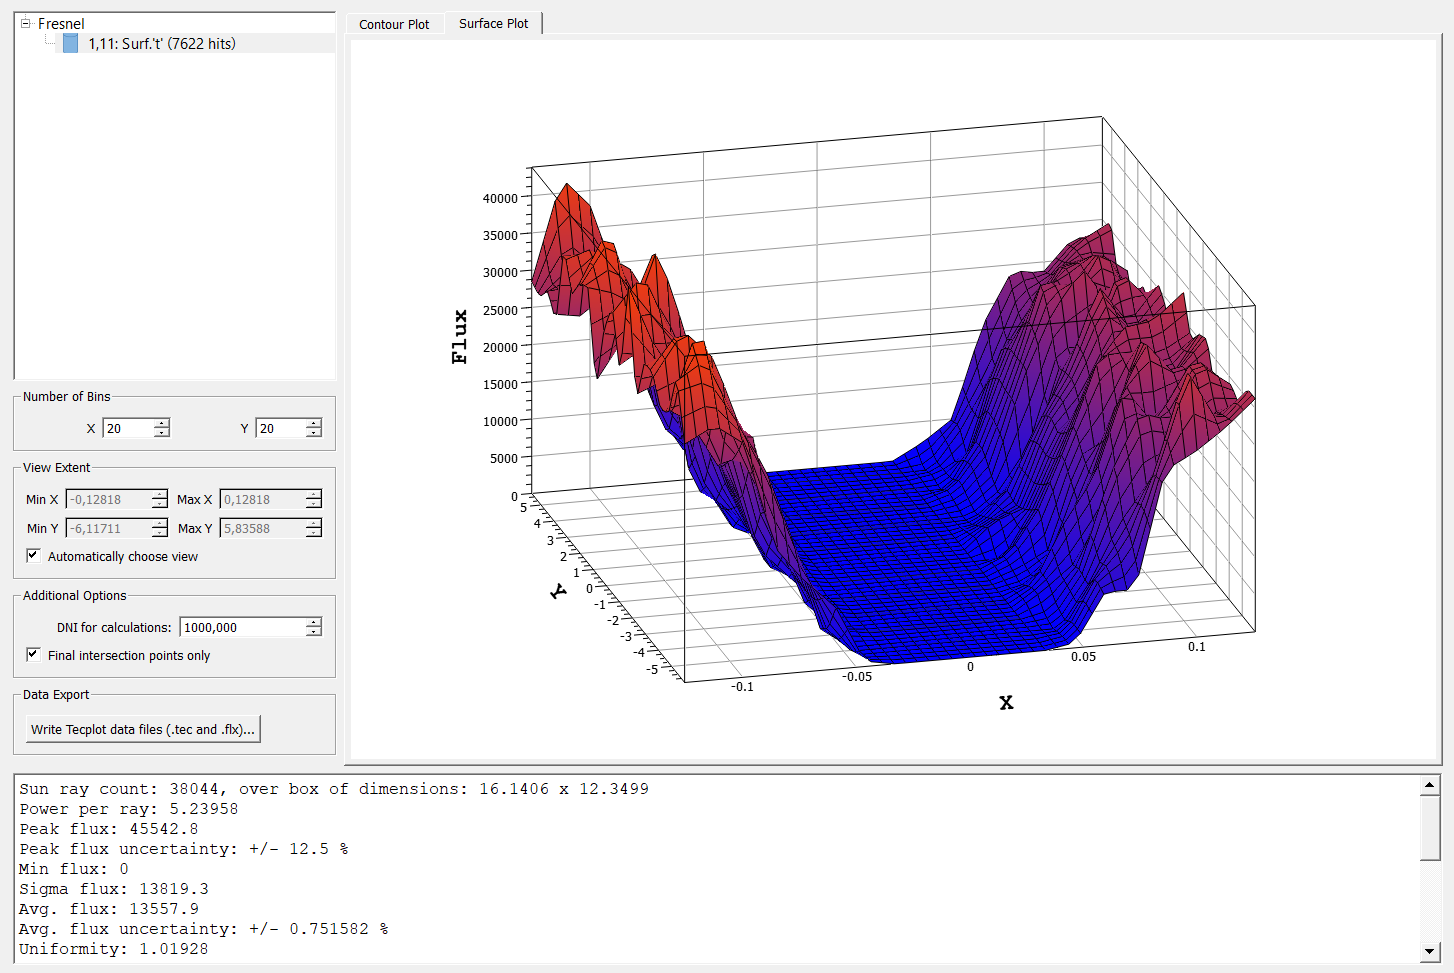 Fresnel
1,11: Surf.'t' (7622 hits)
Number of Bins
X 20 Y 20
View Extent
Min X -0,12818 Max X 0,12818
Min Y -6,11711 Max Y 5,83588
Automatically choose view
Additional Options
DNI for calculations: 1000,000
Final intersection points only
Data Export
Write Tecplot data files (.tec and .flx)...
Contour Plot Surface Plot
Flux
40000
35000
30000
25000
20000
15000
10000
5000
0
Y
5
4
3
2
1
0
-1
-2
-3
-4
-5
-0.1 -0.05 0 0.05 0.1
X
Sun ray count: 38044, over box of dimensions: 16.1406 x 12.3499
Power per ray: 5.23958
Peak flux: 45542.8
Peak flux uncertainty: +/- 12.5 %
Min flux: 0
Sigma flux: 13819.3
Avg. flux: 13557.9
Avg. flux uncertainty: +/- 0.751582 %
Uniformity: 1.01928